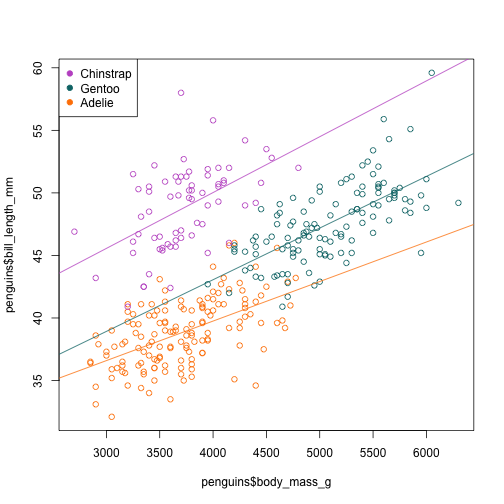 60
Chinstrap
Gentoo
Adelie
55
50
45
40
35
penguins$bill_length_mm
3000 3500 4000 4500 5000 5500 6000
penguins$body_mass_g